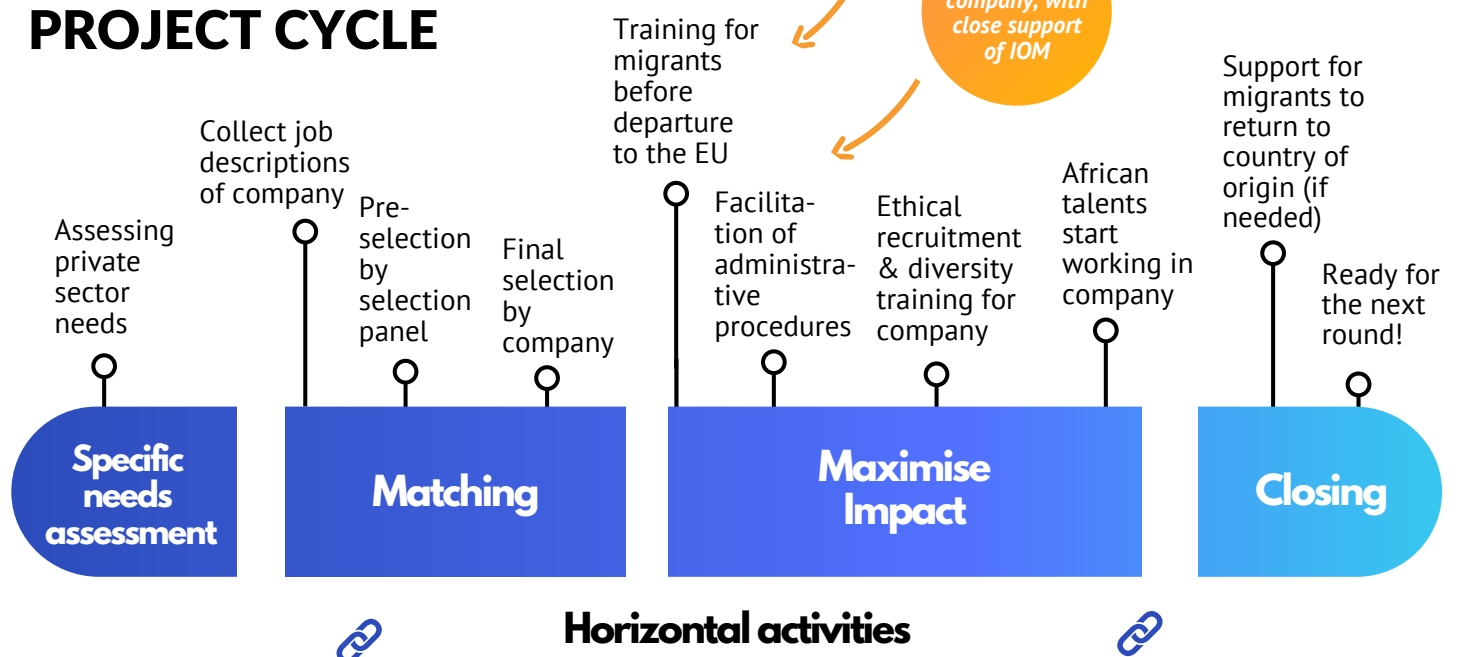 PROJECT CYCLE
company, with
close support
of IOM
Assessing
private
sector
needs
Collect job
descriptions
of company
Pre-
selection
by
selection
panel
Final
selection
by
company
Training for
migrants
before
departure
to the EU
Facilita-
tion of
administra-
tive
procedures
Ethical
recruitment
& diversity
training for
company
African
talents
start
working in
company
Support for
migrants to
return to
country of
origin (if
needed)
Ready for
the next
round!
Specific
needs
assessment
Matching
Maximise
Impact
Closing
Horizontal activities